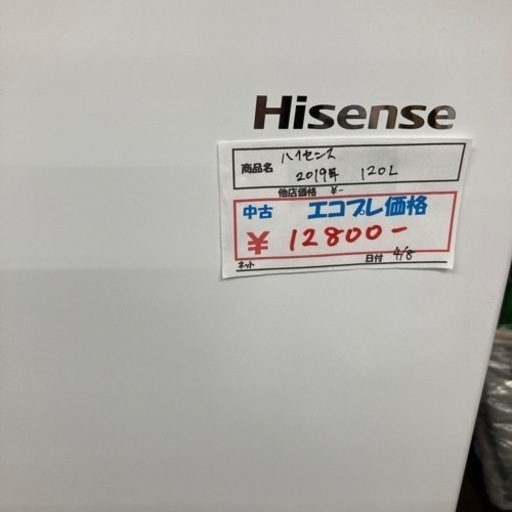 Hisense
商品名 ハイセンス
2019年 120L
他店価格 ¥-
中古 エコプレ価格
¥ 12800-
ネット 日付 4/8